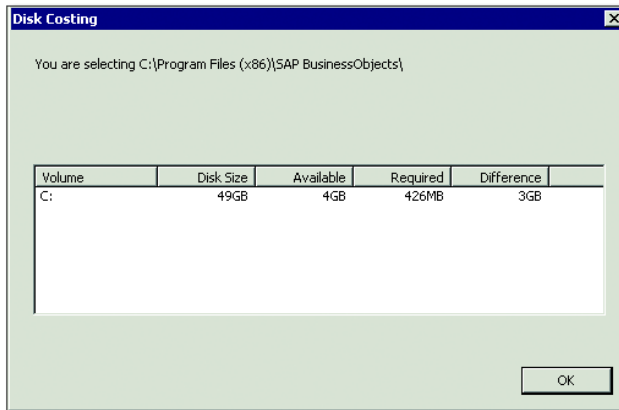 Disk Costing
You are selecting C:\Program Files (x86)\SAP BusinessObjects\
Volume Disk Size Available Required Difference
C: 49GB 4GB 426MB 3GB
OK